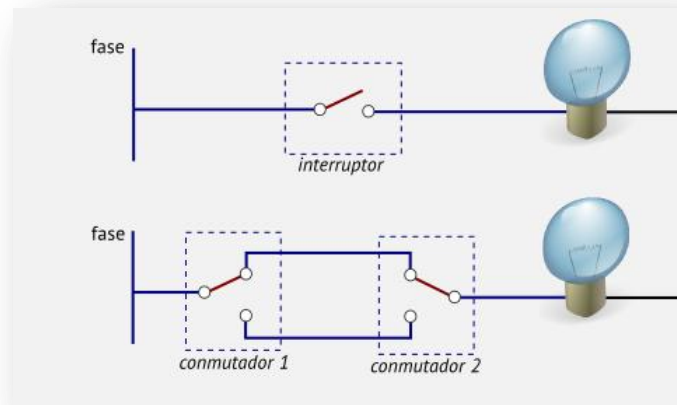 fase
interruptor
fase
conmutador 1
conmutador 2